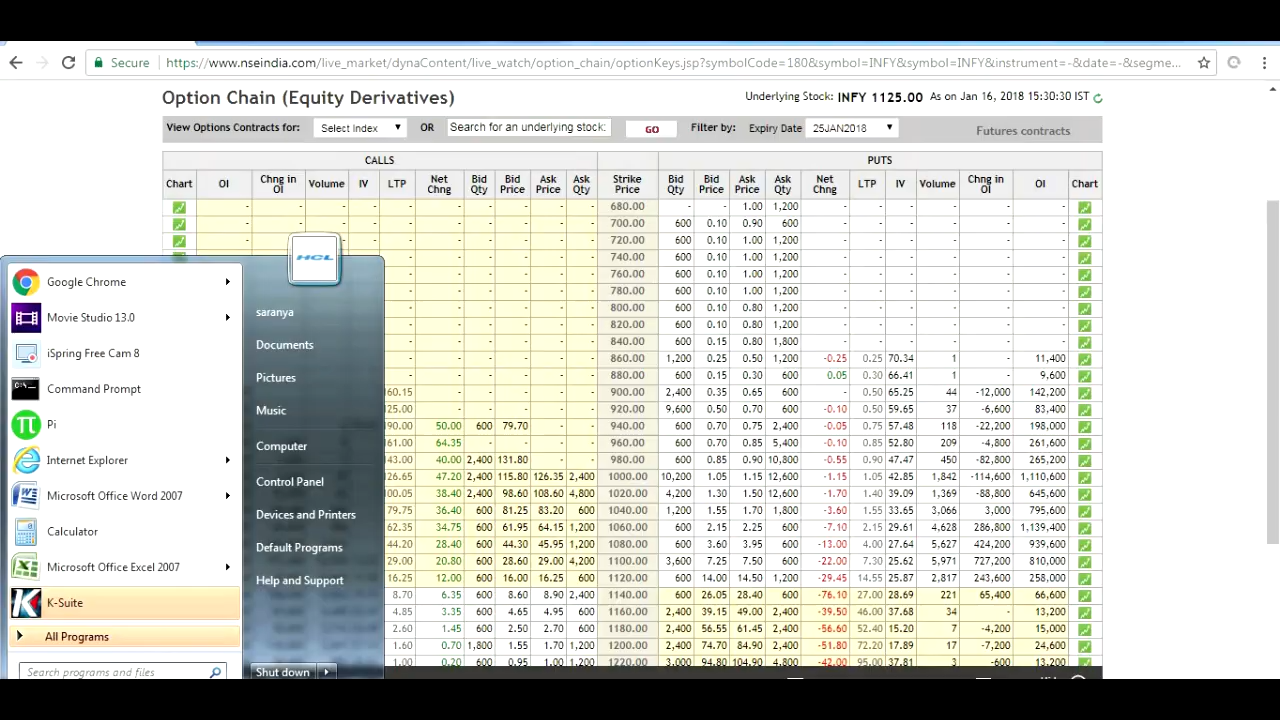 Secure https://www.nseindia.com/live_market/dynaContent/live_watch/option_chain/optionKeys.jsp?symbolCode=180&symbol=INFY&symbol=INFY&instrument=-&date=-&segme...
Option Chain (Equity Derivatives) Underlying Stock: INFY 1125.00 As on Jan 16, 2018 15:30:30 IST
View Options Contracts for: Select Index OR Search for an underlying stock: GO Filter by: Expiry Date 25JAN2018 Futures contracts
CALLS PUTS
Chart OI Chng in OI Volume IV LTP Net Chng Bid Qty Bid Price Ask Price Ask Qty Strike Price Bid Qty Bid Price Ask Price Ask Qty Net Chng LTP IV Volume Chng in OI OI Chart
- - - - - - - - - - 680.00 - - 1.00 1,200 - - - - - -
- - - - - - - - - - 700.00 600 0.10 0.90 600 - - - - - -
- - - - - - - - - 720.00 600 0.10 1.00 1,200 - - - - - -
- - - - 740.00 600 0.10 1.00 1,200 - - - - - -
- - - - - 760.00 600 0.10 1.00 1,200 - - - - - -
- - - - - 780.00 600 0.10 1.00 1,200 - - - - - -
- - - - - 800.00 600 0.10 0.80 1,200 - - - - - -
- - - - - 820.00 600 0.10 0.80 1,200 - - - - - -
- - - - - 840.00 600 0.15 0.80 1,800 - - - - - -
- - - - - 860.00 1,200 0.25 0.50 1,200 -0.25 0.25 70.34 1 - 11,400
- - - - - 880.00 600 0.15 0.30 600 0.05 0.30 66.41 1 - 9,600
- - - - - 900.00 2,400 0.35 0.65 600 - 0.50 65.25 44 -12,000 142,200
- - - - - 920.00 9,600 0.50 0.70 600 -0.10 0.55 59.65 37 -6,600 83,400
50.00 600 79.70 - - 940.00 600 0.70 0.75 2,400 -0.05 0.75 57.48 118 -22,200 198,000
64.35 - - - - 960.00 600 0.70 0.85 5,400 -0.10 0.85 52.80 209 -4,800 261,600
40.00 2,400 131.80 - - 980.00 600 0.85 0.90 10,800 -0.55 0.90 47.47 450 -82,800 265,200
47.20 2,400 115.80 126.35 2,400 1000.00 10,200 1.05 1.15 12,600 -1.15 1.05 42.85 1,842 -114,600 1,110,600
38.40 2,400 98.60 108.60 4,800 1020.00 4,200 1.30 1.50 12,600 -1.70 1.40 39.09 1,369 -88,800 645,600
36.40 600 81.25 83.20 600 1040.00 1,200 1.55 1.70 1,800 -3.60 1.55 33.65 3,066 3,000 795,600
34.75 600 61.95 64.15 1,200 1060.00 600 2.15 2.25 600 -7.10 2.15 29.61 4,628 286,800 1,139,400
44.20 28.40 600 44.30 45.95 1,200 1080.00 600 3.60 3.95 600 -13.00 4.00 27.64 5,627 424,200 939,600
29.00 20.80 600 28.60 29.00 4,200 1100.00 3,600 7.25 7.50 600 -22.00 7.30 25.62 5,971 727,200 810,000
16.25 12.00 600 16.00 16.25 600 1120.00 600 14.00 14.50 1,200 -29.45 14.55 25.87 2,817 243,600 258,000
8.70 6.35 600 8.60 8.90 2,400 1140.00 600 26.05 28.40 600 -76.10 27.00 28.69 221 65,400 66,600
4.85 3.35 600 4.65 4.95 600 1160.00 2,400 39.15 49.00 2,400 -39.50 46.00 37.68 34 - 13,200
2.60 1.45 600 2.50 2.70 600 1180.00 2,400 56.55 61.45 2,400 -56.60 52.40 15.20 7 -4,200 15,000
1.60 0.70 1,800 1.55 1.70 1,200 1200.00 2,400 74.70 84.90 2,400 -51.80 72.20 17.89 17 -7,200 24,600
1.00 0.20 600 0.95 1.00 1,200 1220.00 3,000 94.80 104.90 4,800 -42.00 95.00 37.81 3 -600 13,200
HCL
Google Chrome
Movie Studio 13.0
iSpring Free Cam 8
Command Prompt
Pi
Internet Explorer
Microsoft Office Word 2007
Calculator
Microsoft Office Excel 2007
K-Suite
All Programs
Search programs and files
saranya
Documents
Pictures
Music
Computer
Control Panel
Devices and Printers
Default Programs
Help and Support
Shut down